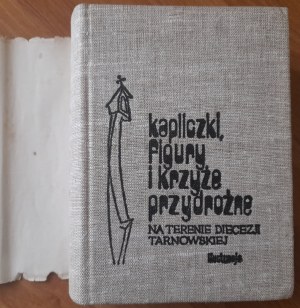 kapliczki,
figury
i krzyże
przydrożne
NA TERENIE DIECEZJI
TARNOWSKIEJ